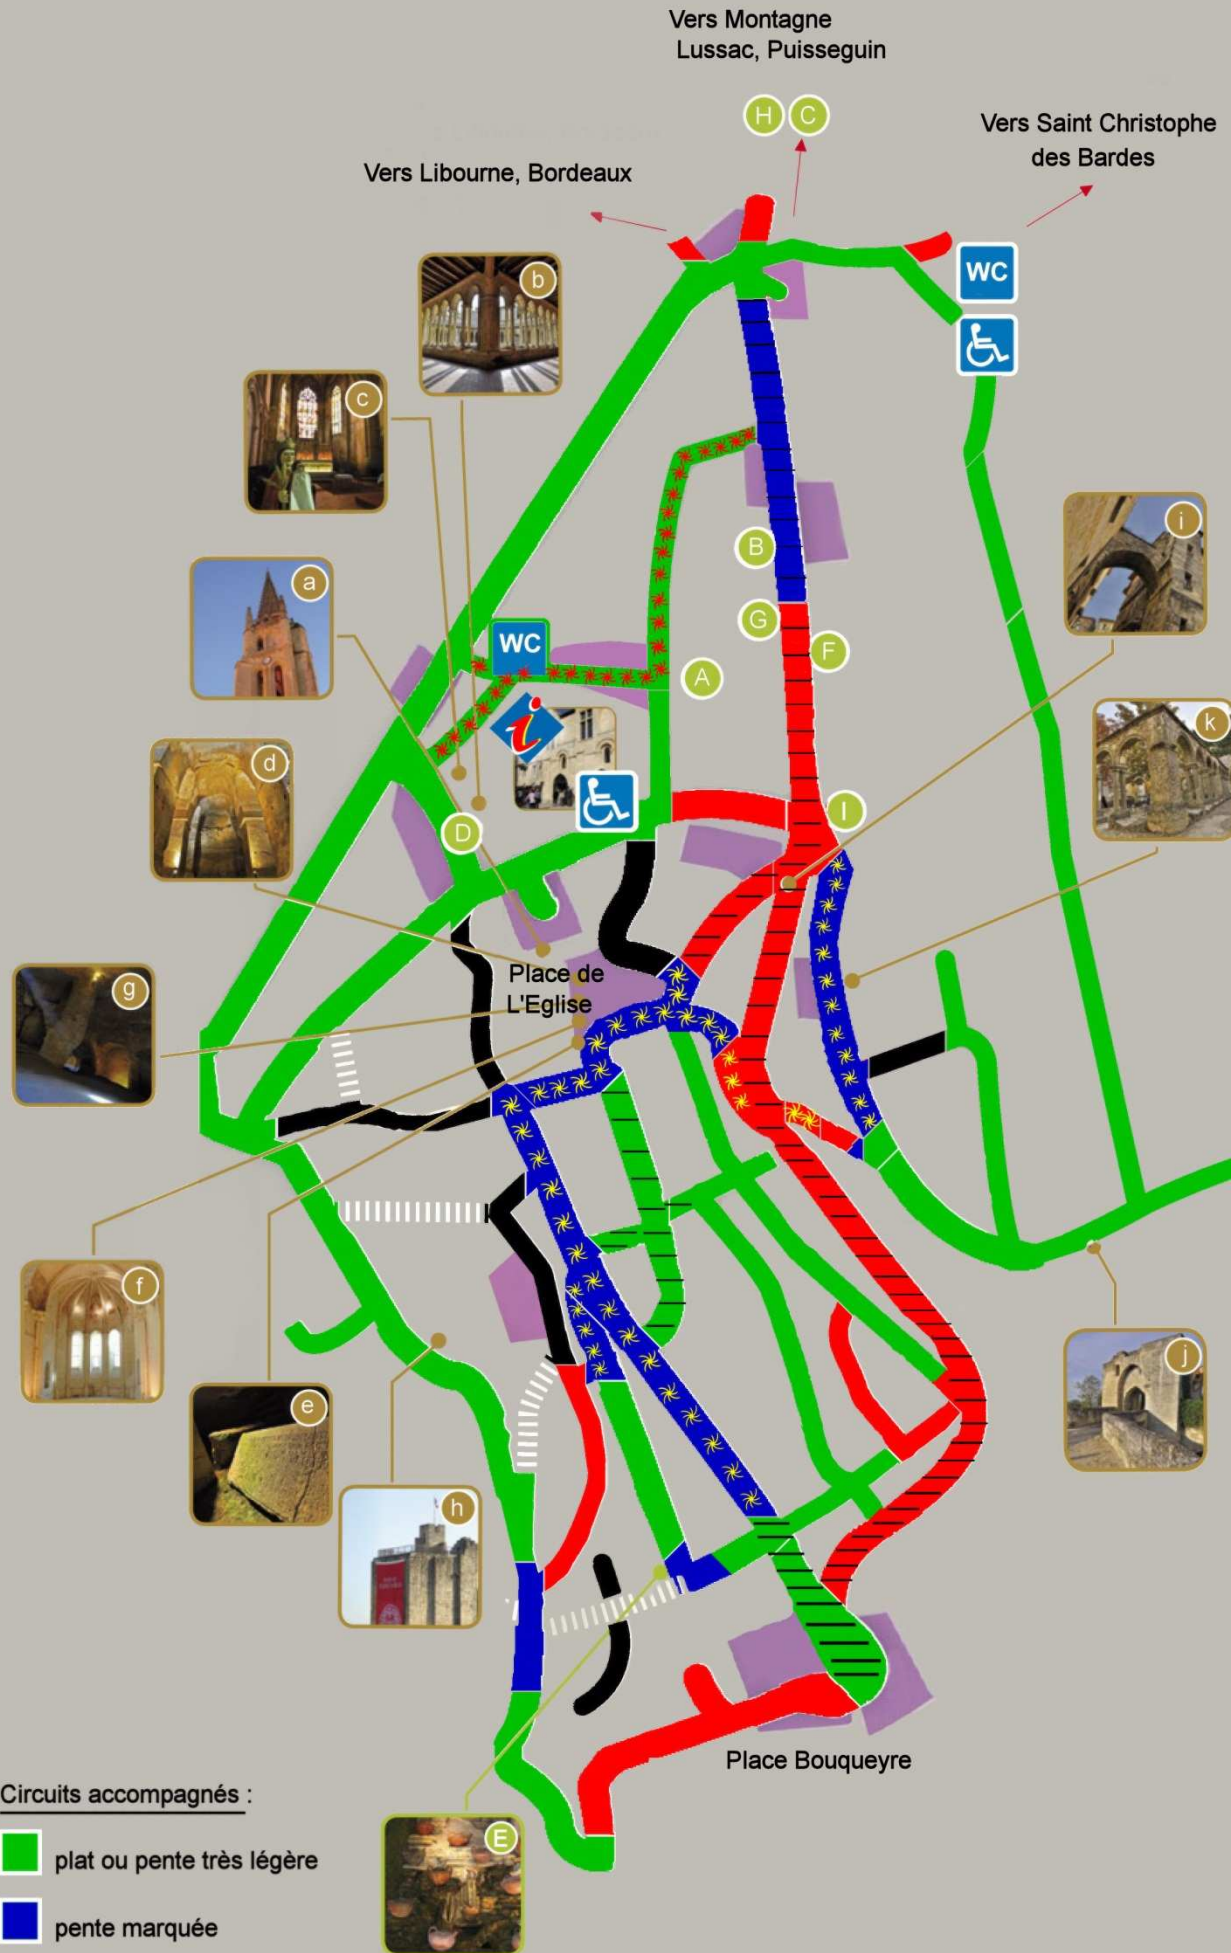 Vers Montagne
Lussac, Puisseguin
H C
Vers Saint Christophe
des Bardes
Vers Libourne, Bordeaux
WC
b
c
i
B
a
G
F
WC
A
k
i
d
I
D
Place de
L'Eglise
g
f
j
e
h
Place Bouqueyre
Circuits accompagnés :
E
plat ou pente très légère
pente marquée